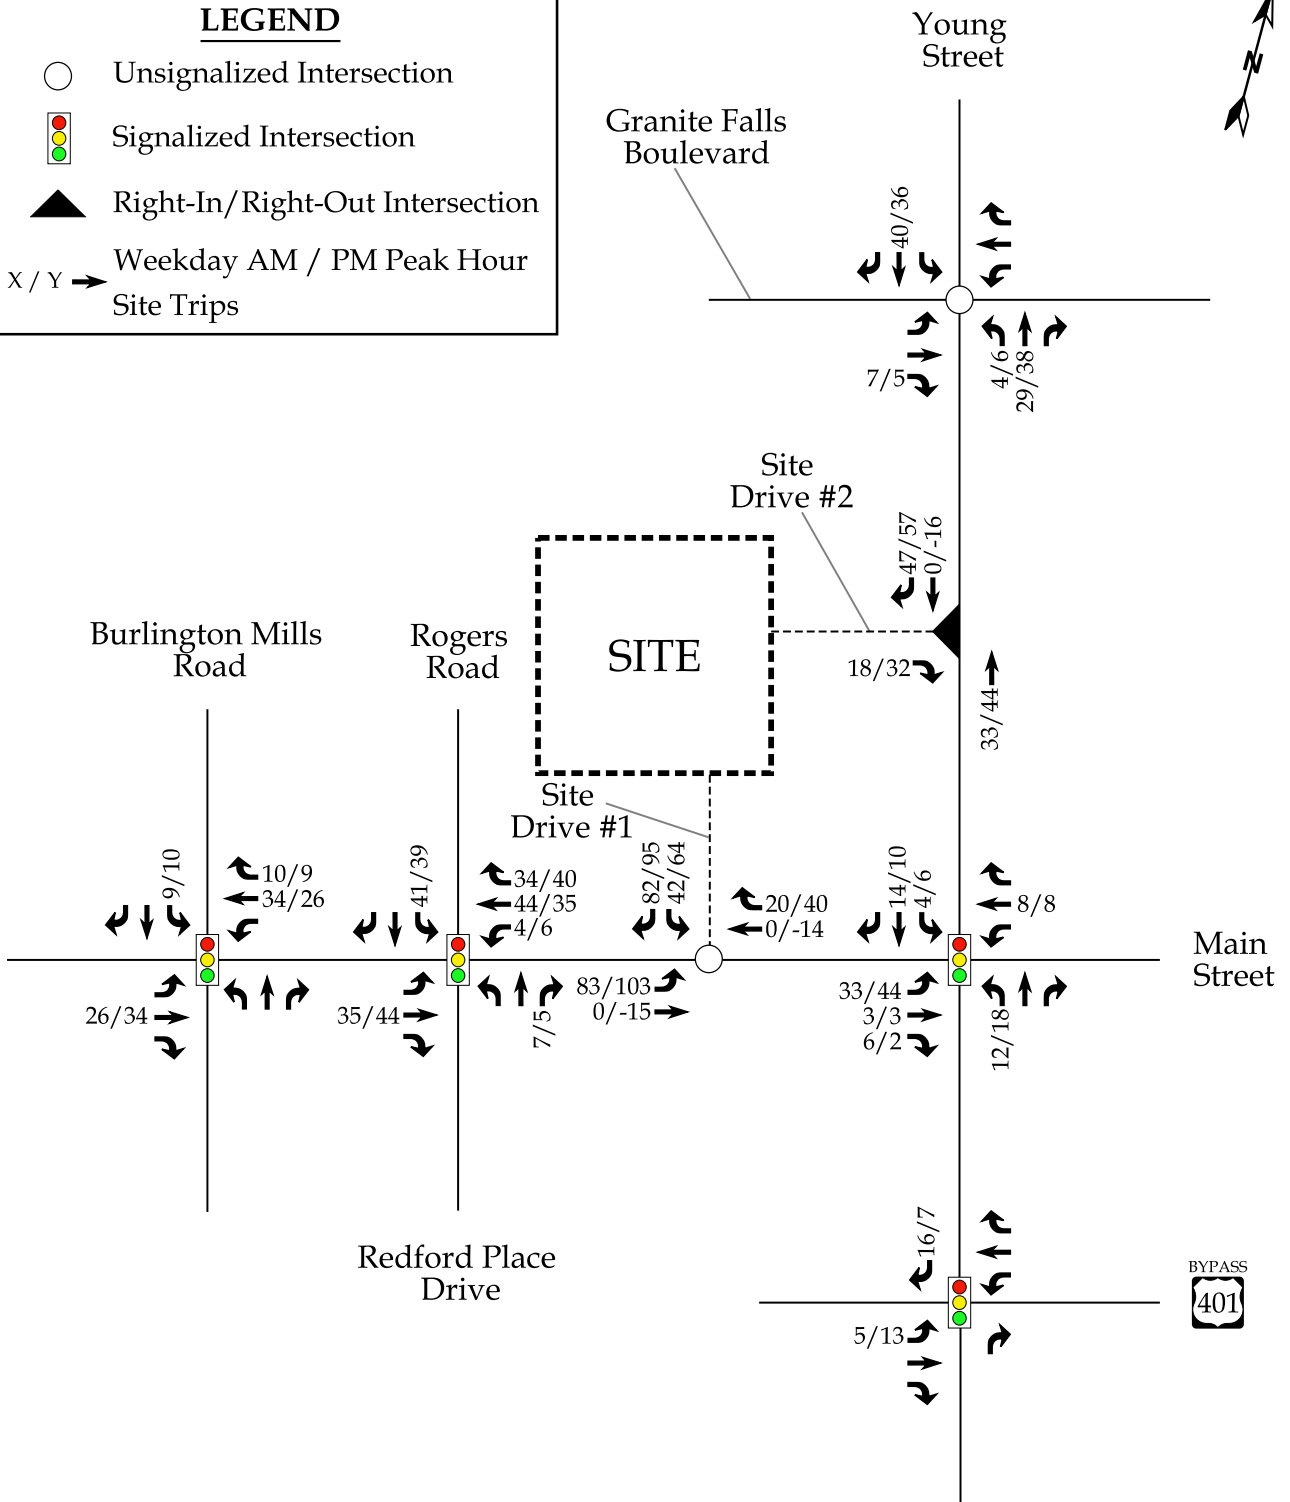 LEGEND
Unsignalized Intersection
Signalized Intersection
Right-In/Right-Out Intersection
X / Y
Weekday AM / PM Peak Hour
Site Trips
Young
Street
N
Granite Falls
Boulevard
40/36
7/5
4/6
29/38
Site
Drive #2
47/57
0/-16
SITE
18/32
33/44
Burlington Mills
Road
Rogers
Road
Site
Drive #1
9/10
10/9
34/26
26/34
41/39
34/40
44/35
4/6
35/44
7/5
82/95
42/64
20/40
0/-14
83/103
0/-15
14/10
4/6
8/8
33/44
3/3
6/2
12/18
Main
Street
Redford Place
Drive
16/7
5/13
BYPASS
401